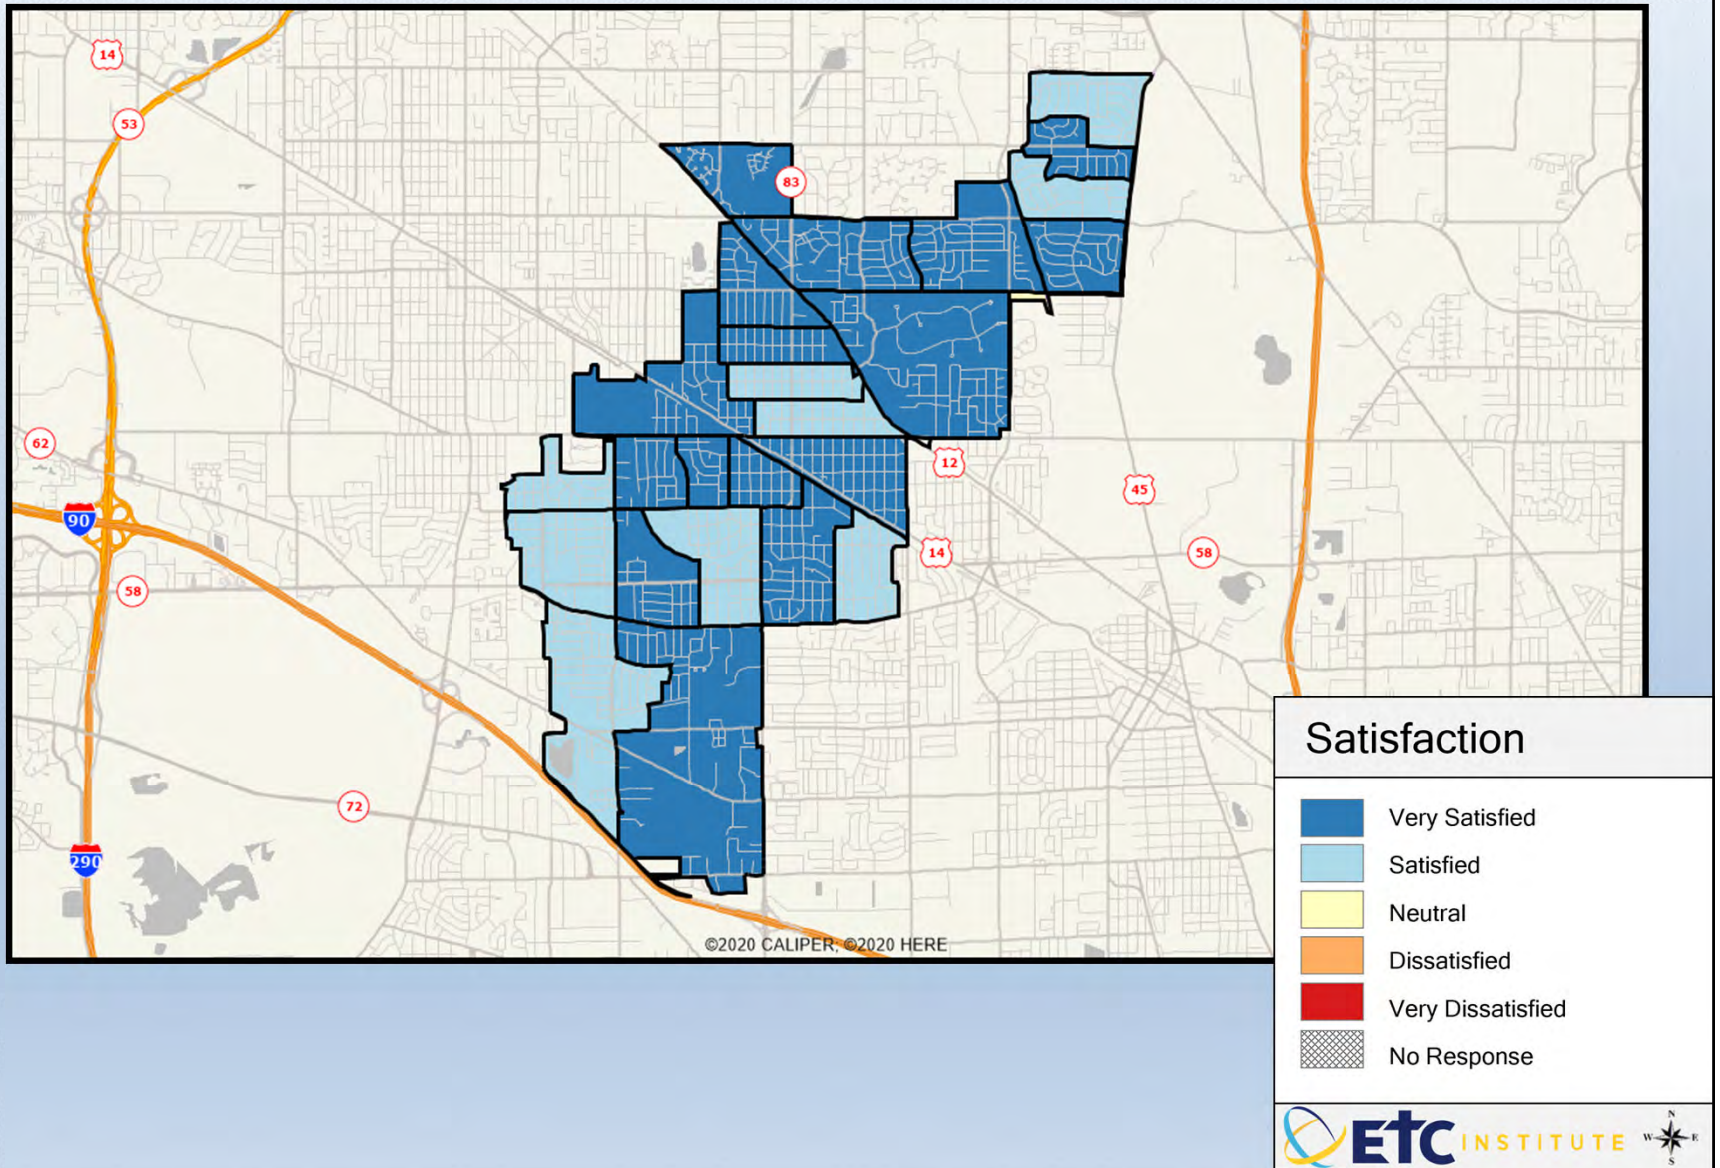 14
53
83
62
12
45
90
14
58
58
72
290
©2020 CALIPER; ©2020 HERE
Satisfaction
Very Satisfied
Satisfied
Neutral
Dissatisfied
Very Dissatisfied
No Response
ETC INSTITUTE
N
W E
S